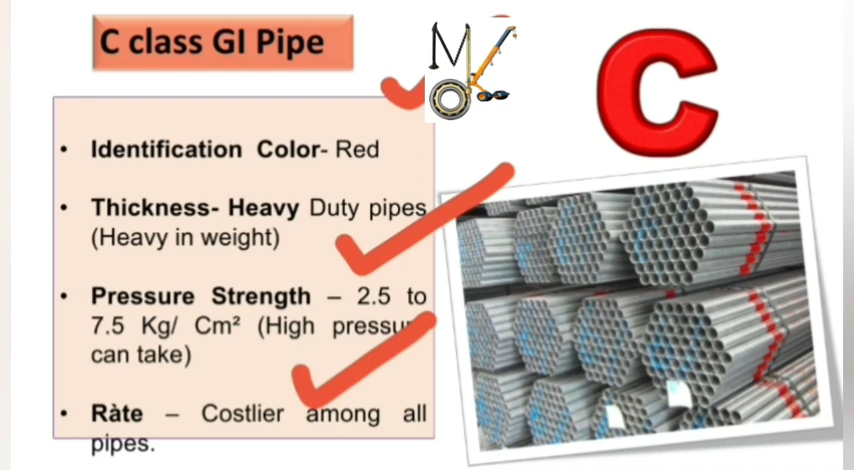 C class GI Pipe
M
C
• Identification Color- Red
• Thickness- Heavy Duty pipes
(Heavy in weight)
• Pressure Strength – 2.5 to
7.5 Kg/ Cm² (High pressure
can take)
• Ràte – Costlier among all
pipes.